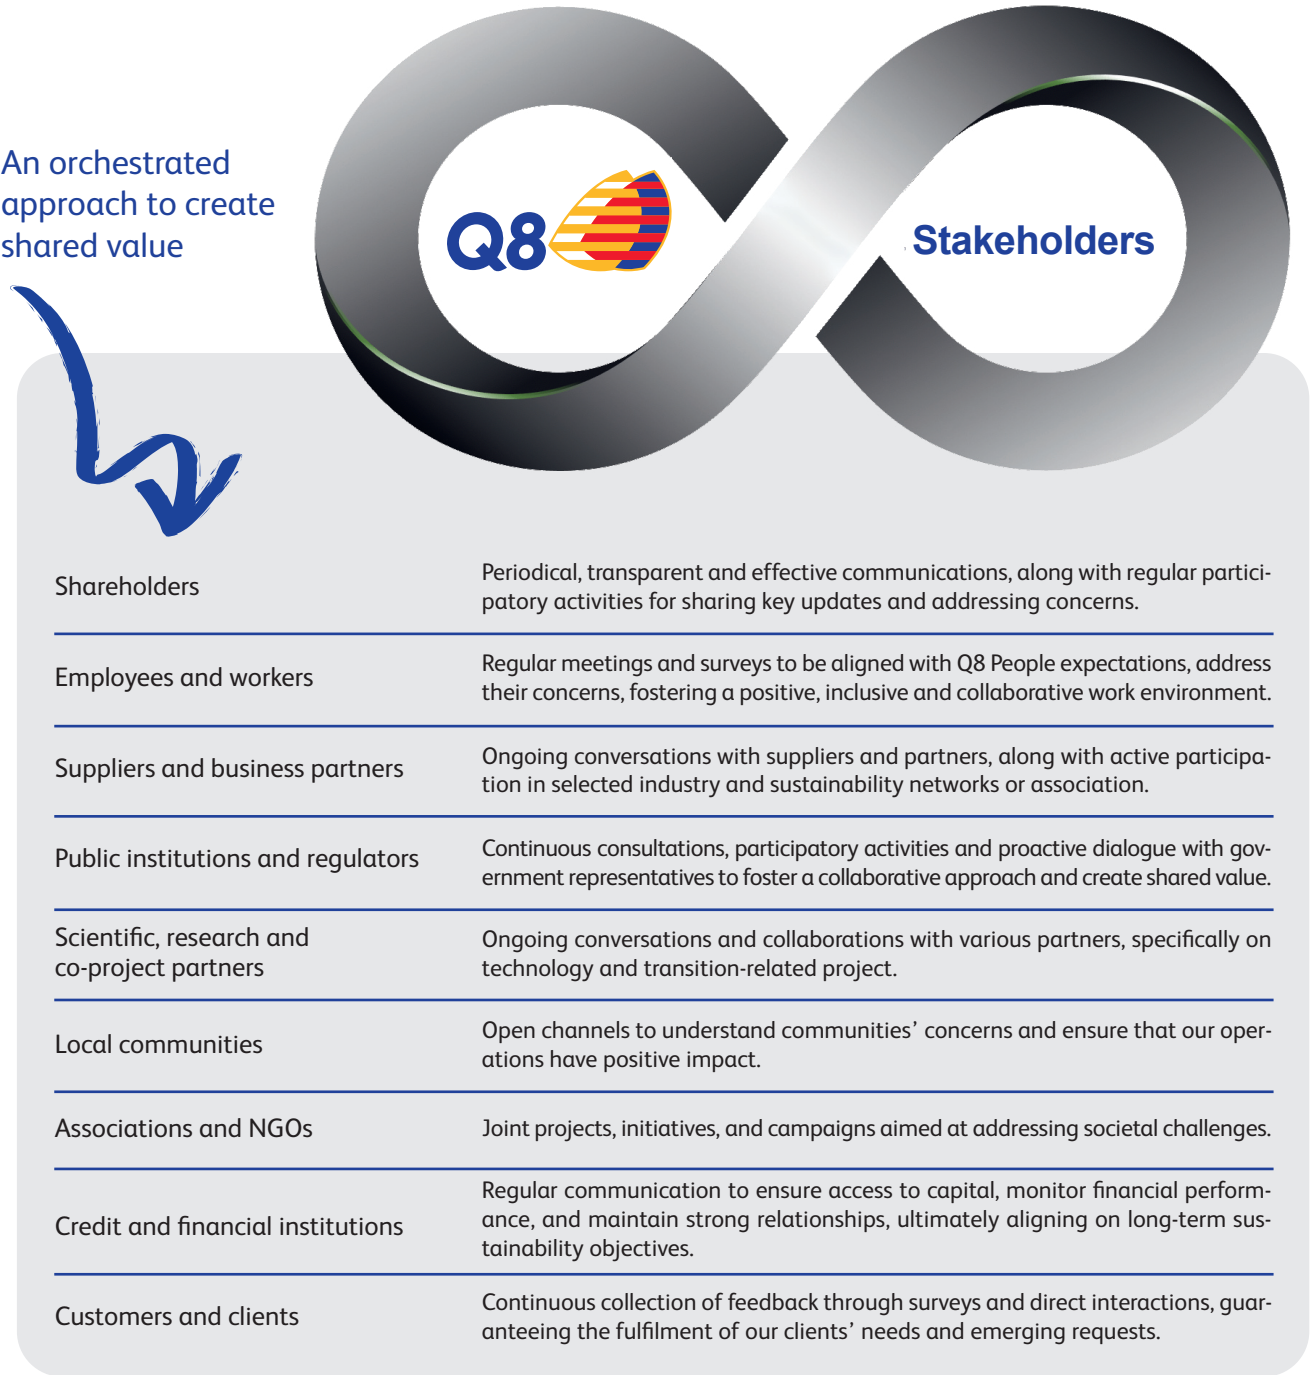 An orchestrated
approach to create
shared value
Q8
Stakeholders
Shareholders
Periodical, transparent and effective communications, along with regular partici-
patory activities for sharing key updates and addressing concerns.
Employees and workers
Regular meetings and surveys to be aligned with Q8 People expectations, address
their concerns, fostering a positive, inclusive and collaborative work environment.
Suppliers and business partners
Ongoing conversations with suppliers and partners, along with active participa-
tion in selected industry and sustainability networks or association.
Public institutions and regulators
Continuous consultations, participatory activities and proactive dialogue with gov-
ernment representatives to foster a collaborative approach and create shared value.
Scientific, research and
co-project partners
Ongoing conversations and collaborations with various partners, specifically on
technology and transition-related project.
Local communities
Open channels to understand communities’ concerns and ensure that our oper-
ations have positive impact.
Associations and NGOs
Joint projects, initiatives, and campaigns aimed at addressing societal challenges.
Credit and financial institutions
Regular communication to ensure access to capital, monitor financial perform-
ance, and maintain strong relationships, ultimately aligning on long-term sus-
tainability objectives.
Customers and clients
Continuous collection of feedback through surveys and direct interactions, guar-
anteeing the fulfilment of our clients’ needs and emerging requests.